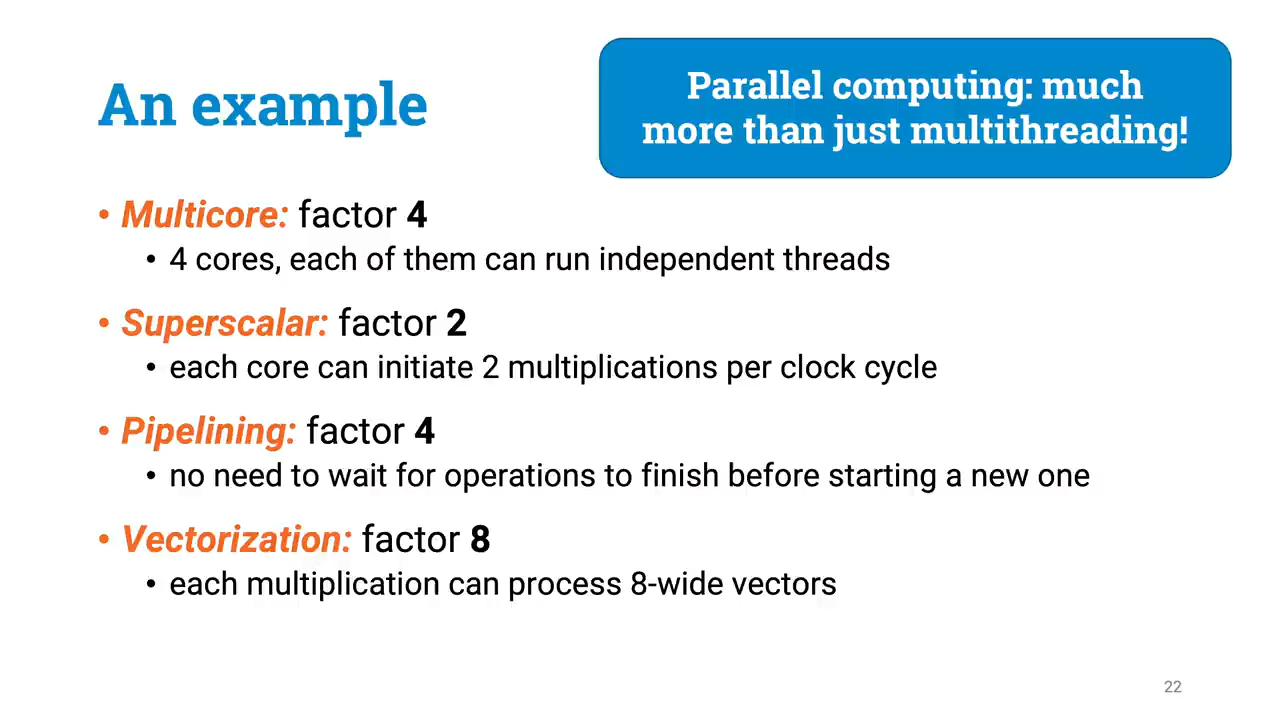 An example
Parallel computing: much
more than just multithreading!
• Multicore: factor 4
• 4 cores, each of them can run independent threads
• Superscalar: factor 2
• each core can initiate 2 multiplications per clock cycle
• Pipelining: factor 4
• no need to wait for operations to finish before starting a new one
• Vectorization: factor 8
• each multiplication can process 8-wide vectors
22